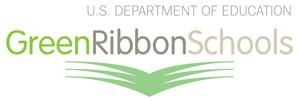 U.S. DEPARTMENT OF EDUCATION
GreenRibbonSchools